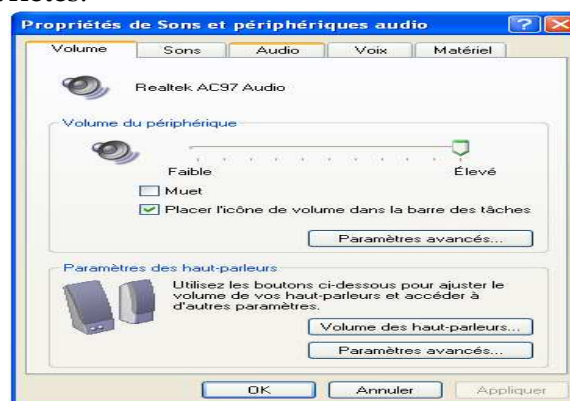 Propriétés de Sons et périphériques audio
Volume Sons Audio Voix Matériel
Realtek AC97 Audio
Volume du périphérique
Faible Élevé
Muet
Placer l'icône de volume dans la barre des tâches
Paramètres avancés...
Paramètres des haut-parleurs
Utilisez les boutons ci-dessous pour ajuster le
volume de vos haut-parleurs et accéder à
d'autres paramètres.
Volume des haut-parleurs...
Paramètres avancés...
OK Annuler Appliquer